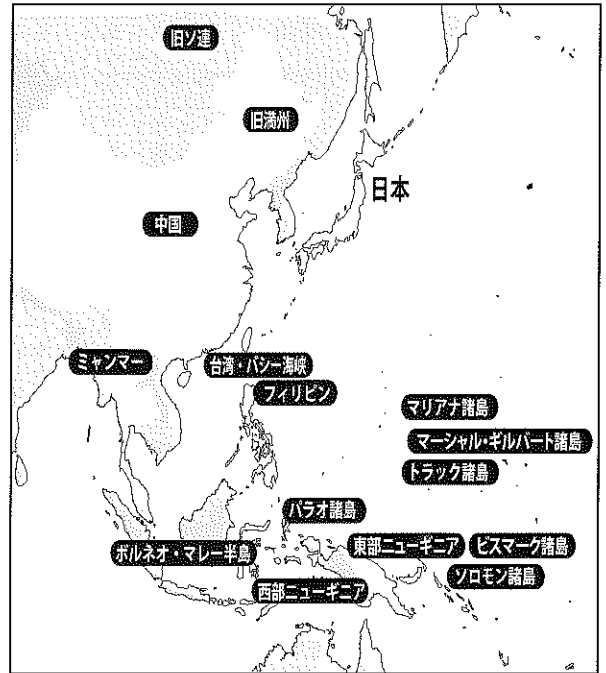 旧ソ連
旧満州
日本
中国
ミャンマー
台湾・バシー海峡
フィリピン
マリアナ諸島
マーシャル・ギルバート諸島
トラック諸島
パラオ諸島
ボルネオ・マレー半島
東部ニューギニア
ビスマーク諸島
ソロモン諸島
西部ニューギニア